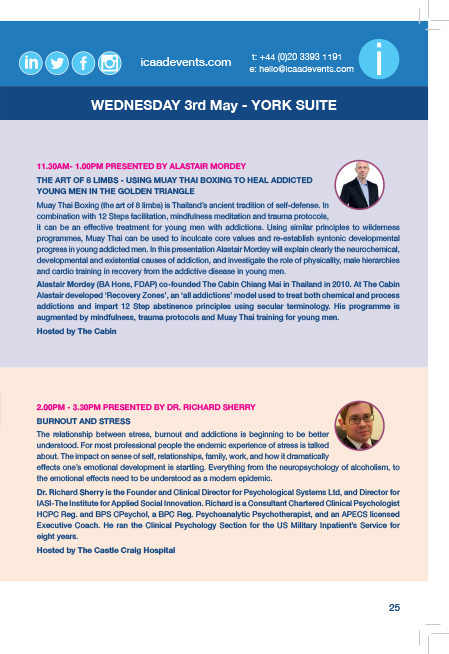 in f
icaadevents.com
t: +44 (0)20 3393 1191
e: hello@icaadevents.com
i
WEDNESDAY 3rd May - YORK SUITE
11.30AM- 1.00PM PRESENTED BY ALASTAIR MORDEY
THE ART OF 8 LIMBS - USING MUAY THAI BOXING TO HEAL ADDICTED
YOUNG MEN IN THE GOLDEN TRIANGLE
Muay Thai Boxing (the art of 8 limbs) is Thailand's ancient tradition of self-defense. In
combination with 12 Steps facilitation, mindfulness meditation and trauma protocols,
it can be an effective treatment for young men with addictions. Using similar principles to wilderness
programmes, Muay Thai can be used to inculcate core values and re-establish syntonic developmental
progress in young addicted men. In this presentation Alastair Mordey will explain clearly the neurochemical,
developmental and existential causes of addiction, and investigate the role of physicality, male hierarchies
and cardio training in recovery from the addictive disease in young men.
Alastair Mordey (BA Hons, FDAP) co-founded The Cabin Chiang Mai in Thailand in 2010. At The Cabin
Alastair developed 'Recovery Zones', an 'all addictions' model used to treat both chemical and process
addictions and impart 12 Step abstinence principles using secular terminology. His programme is
augmented by mindfulness, trauma protocols and Muay Thai training for young men.
Hosted by The Cabin
2.00PM - 3.30PM PRESENTED BY DR. RICHARD SHERRY
BURNOUT AND STRESS
The relationship between stress, burnout and addictions is beginning to be better
understood. For most professional people the endemic experience of stress is talked
about. The impact on sense of self, relationships, family, work, and how it dramatically
effects one's emotional development is startling. Everything from the neuropsychology of alcoholism, to
the emotional effects need to be understood as a modern epidemic.
Dr. Richard Sherry is the Founder and Clinical Director for Psychological Systems Ltd, and Director for
IASI-The Institute for Applied Social Innovation. Richard is a Consultant Chartered Clinical Psychologist
HCPC Reg. and BPS CPsychol, a BPC Reg. Psychoanalytic Psychotherapist, and an APECS licensed
Executive Coach. He ran the Clinical Psychology Section for the US Military Inpatient's Service for
eight years.
Hosted by The Castle Craig Hospital
25